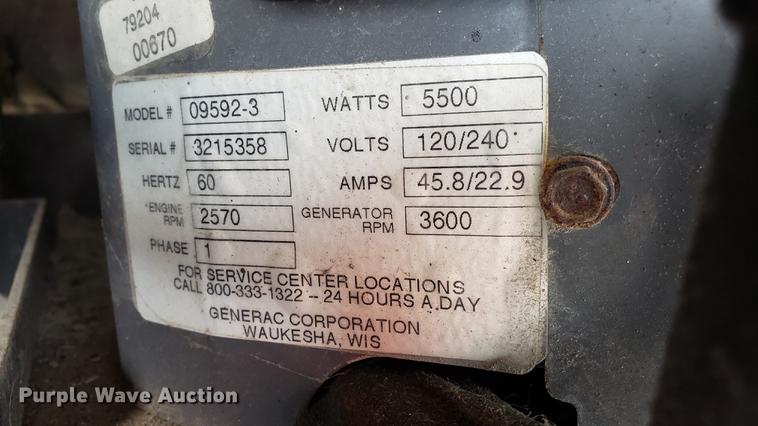 79204
00670
MODEL # 09592-3 WATTS 5500
SERIAL # 3215358 VOLTS 120/240
HERTZ 60 AMPS 45.8/22.9
ENGINE RPM 2570 GENERATOR RPM 3600
PHASE 1
FOR SERVICE CENTER LOCATIONS
CALL 800-333-1322 – 24 HOURS A DAY
GENERAC CORPORATION
WAUKESHA, WIS
Purple Wave Auction